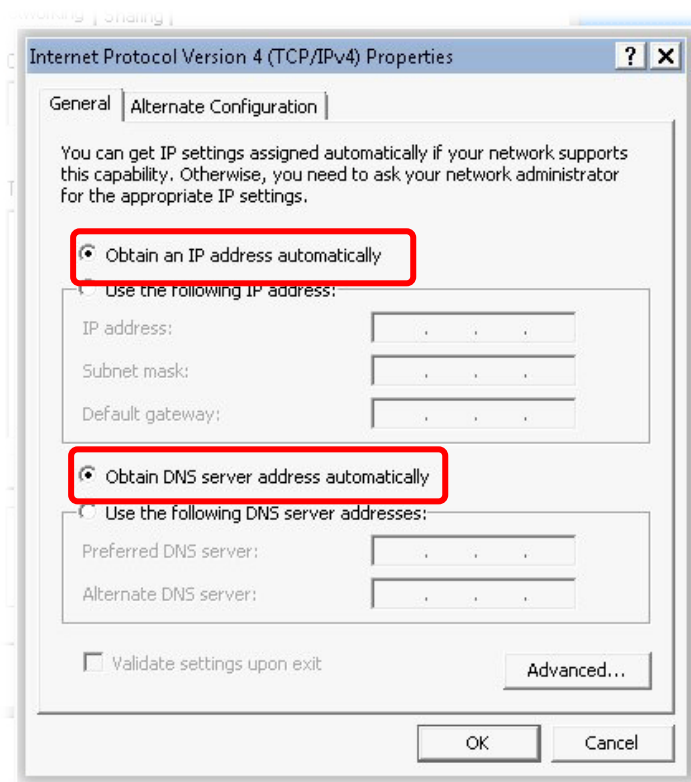 Internet Protocol Version 4 (TCP/IPv4) Properties
General
Alternate Configuration
You can get IP settings assigned automatically if your network supports
this capability. Otherwise, you need to ask your network administrator
for the appropriate IP settings.
Obtain an IP address automatically
Use the following IP address:
IP address:
Subnet mask:
Default gateway:
Obtain DNS server address automatically
Use the following DNS server addresses:
Preferred DNS server:
Alternate DNS server:
Validate settings upon exit
Advanced...
OK
Cancel